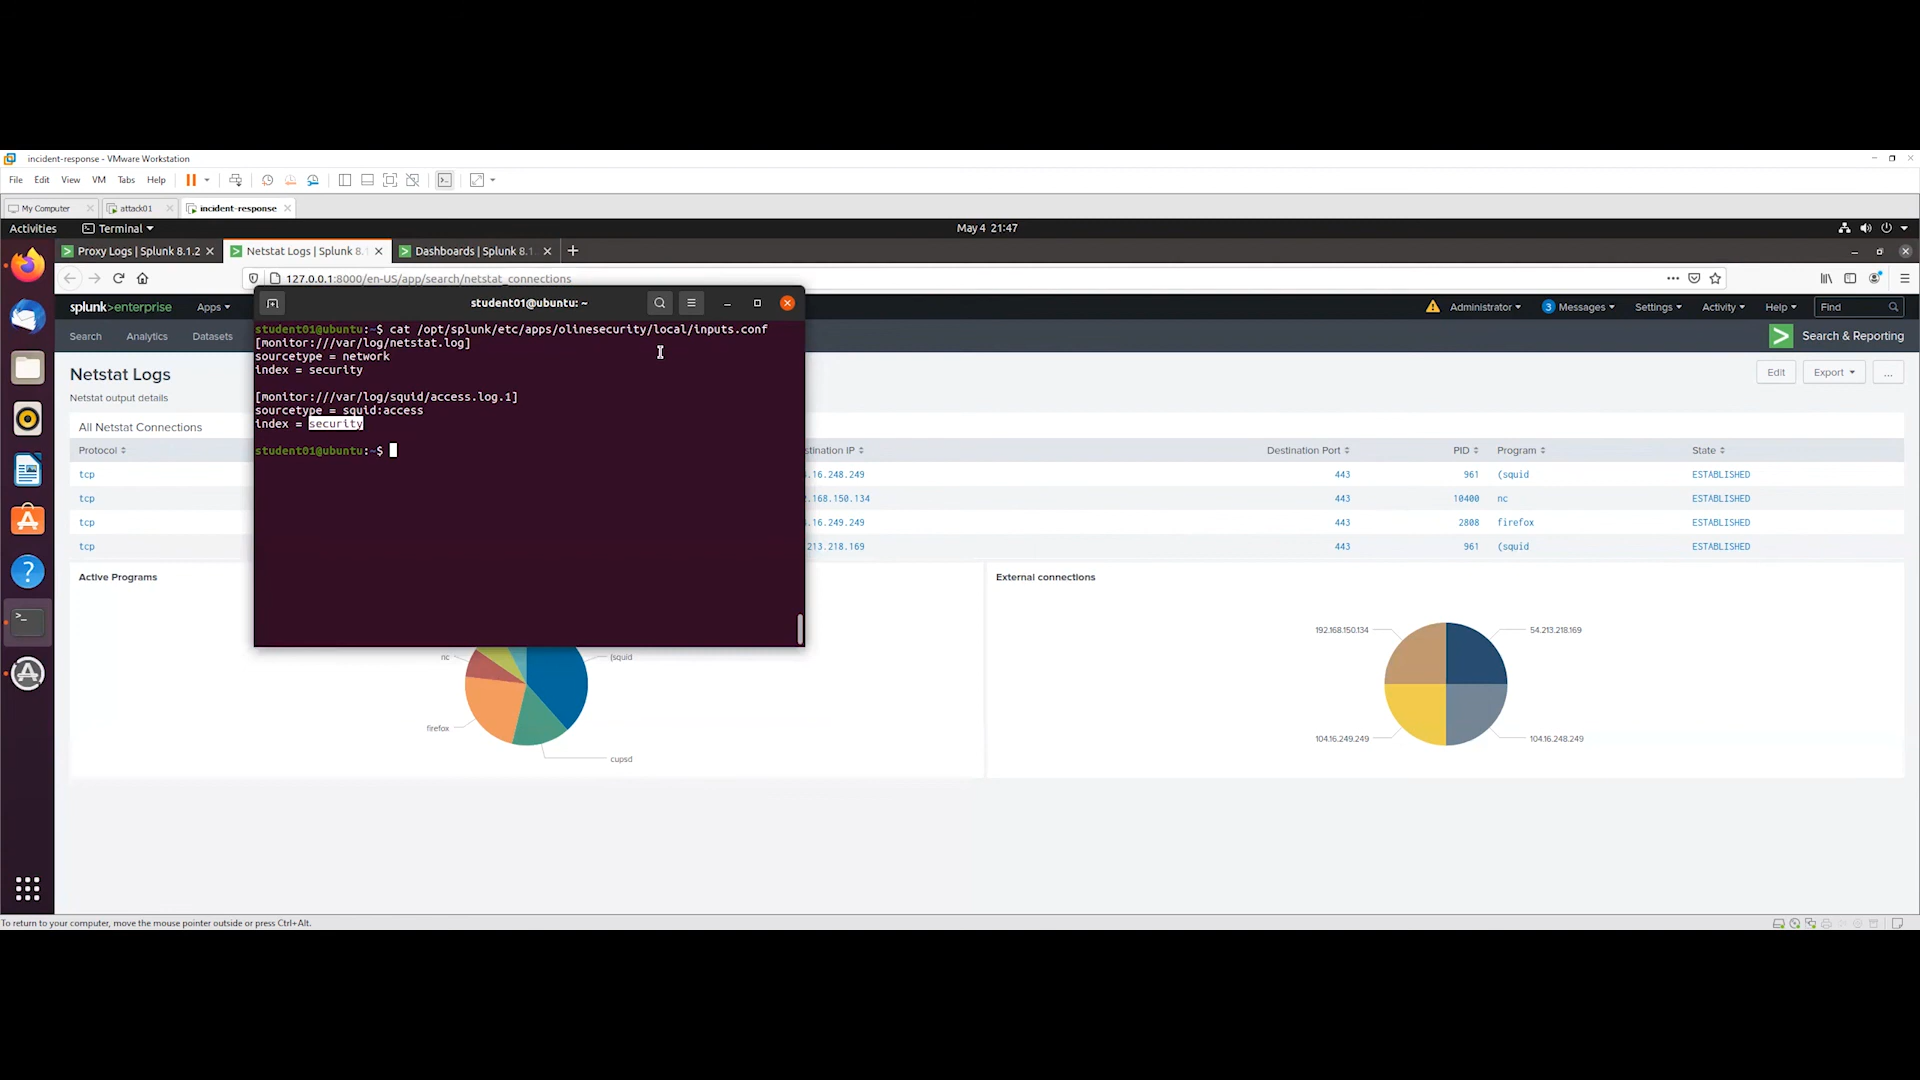 incident-response - VMware Workstation
File Edit View VM Tabs Help
My Computer attack01 incident-response
Activities Terminal May 4 21:47
Proxy Logs | Splunk 8.1.2 Netstat Logs | Splunk 8.1 Dashboards | Splunk 8.1
127.0.0.1:8000/en-US/app/search/netstat_connections
splunk>enterprise Apps Administrator 3 Messages Settings Activity Help Find
Search Analytics Datasets Search & Reporting
student01@ubuntu: ~
student01@ubuntu:~$ cat /opt/splunk/etc/apps/olinesecurity/local/inputs.conf
[monitor:///var/log/netstat.log]
sourcetype = network
index = security
[monitor:///var/log/squid/access.log.1]
sourcetype = squid:access
index = security
student01@ubuntu:~$
Netstat Logs Edit Export ...
Netstat output details
All Netstat Connections
Protocol stination IP Destination Port PID Program State
tcp .16.248.249 443 961 (squid ESTABLISHED
tcp .168.150.134 443 10400 nc ESTABLISHED
tcp .16.249.249 443 2808 firefox ESTABLISHED
tcp 213.218.169 443 961 (squid ESTABLISHED
Active Programs
nc (squid
firefox
cupsd
External connections
192.168.150.134 54.213.218.169
104.16.249.249 104.16.248.249
To return to your computer, move the mouse pointer outside or press Ctrl+Alt.